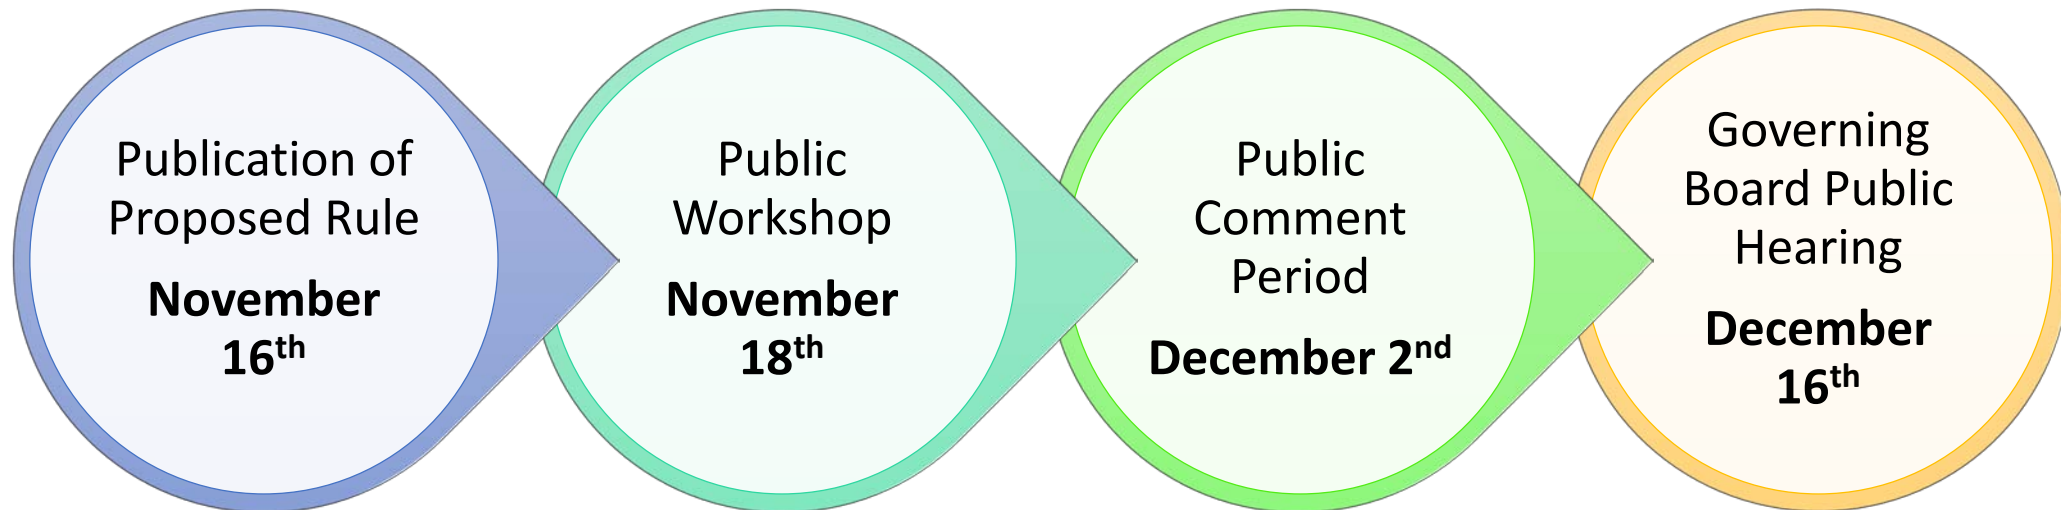 Publication of
Proposed Rule
November
16th
Public
Workshop
November
18th
Public
Comment
Period
December 2nd
Governing
Board Public
Hearing
December
16th